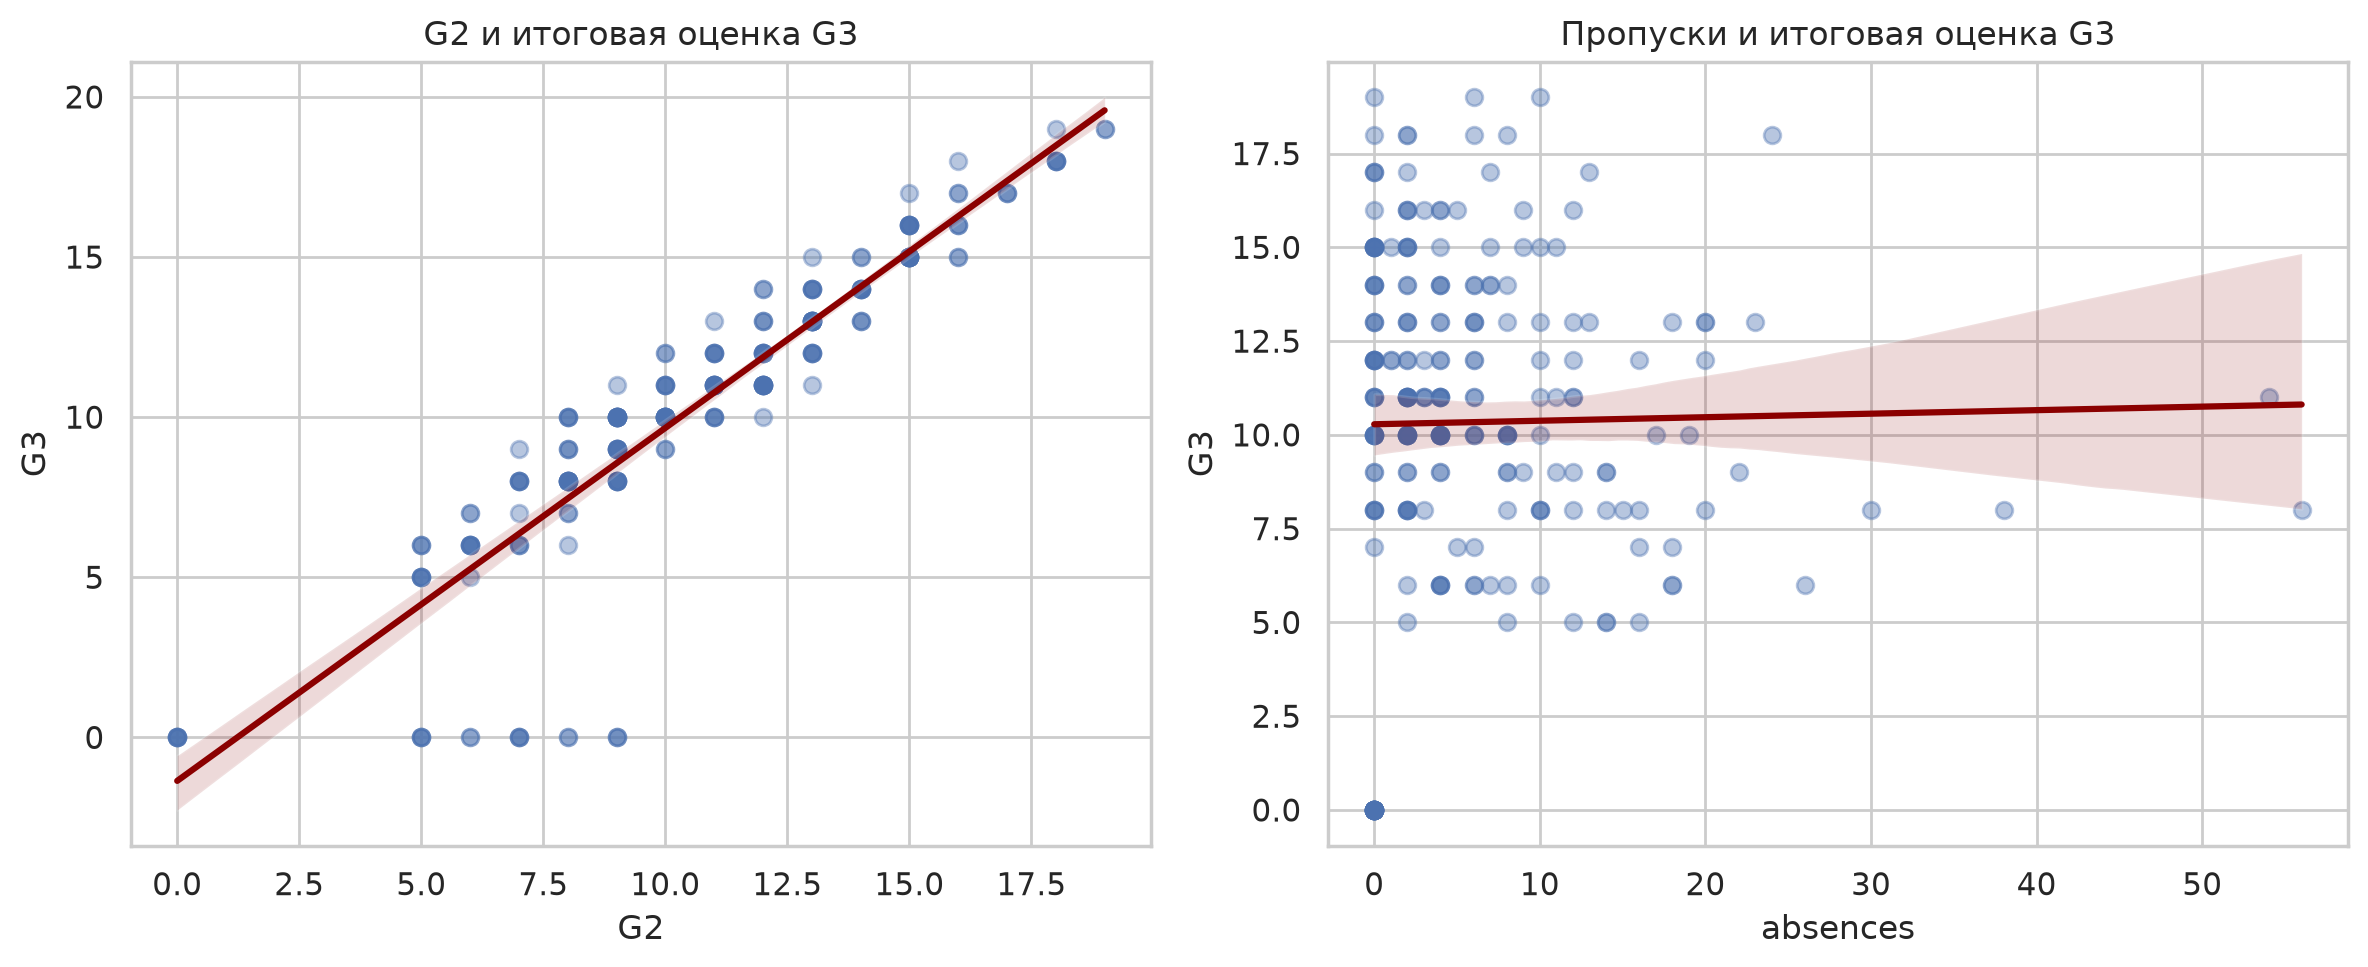 G2 и итоговая оценка G3
20
15
10
5
0
G3
0.0 2.5 5.0 7.5 10.0 12.5 15.0 17.5
G2
Пропуски и итоговая оценка G3
17.5
15.0
12.5
10.0
7.5
5.0
2.5
0.0
G3
0 10 20 30 40 50
absences